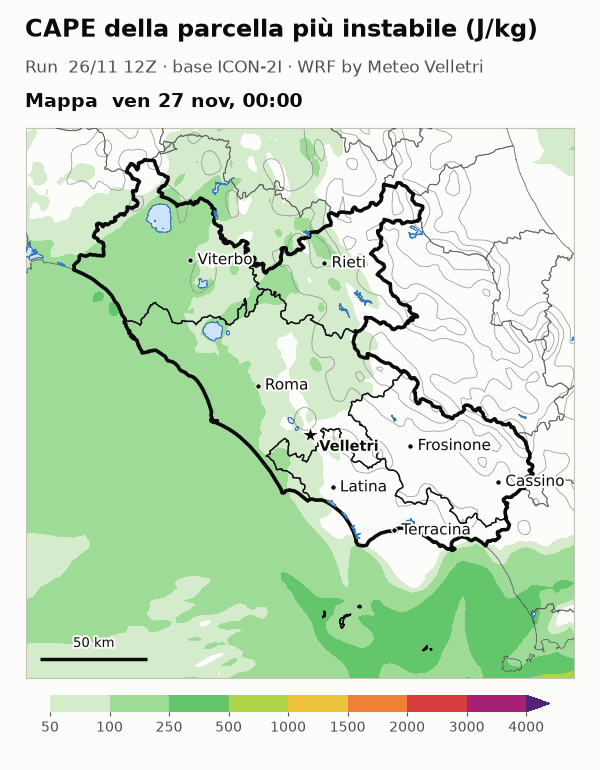 CAPE della parcella più instabile (J/kg)
Run  26/11 12Z · base ICON-2I · WRF by Meteo Velletri
Mappa  ven 27 nov, 00:00
Viterbo
Rieti
Roma
Velletri
Frosinone
Cassino
Latina
Terracina
50 km
50 100 250 500 1000 1500 2000 3000 4000